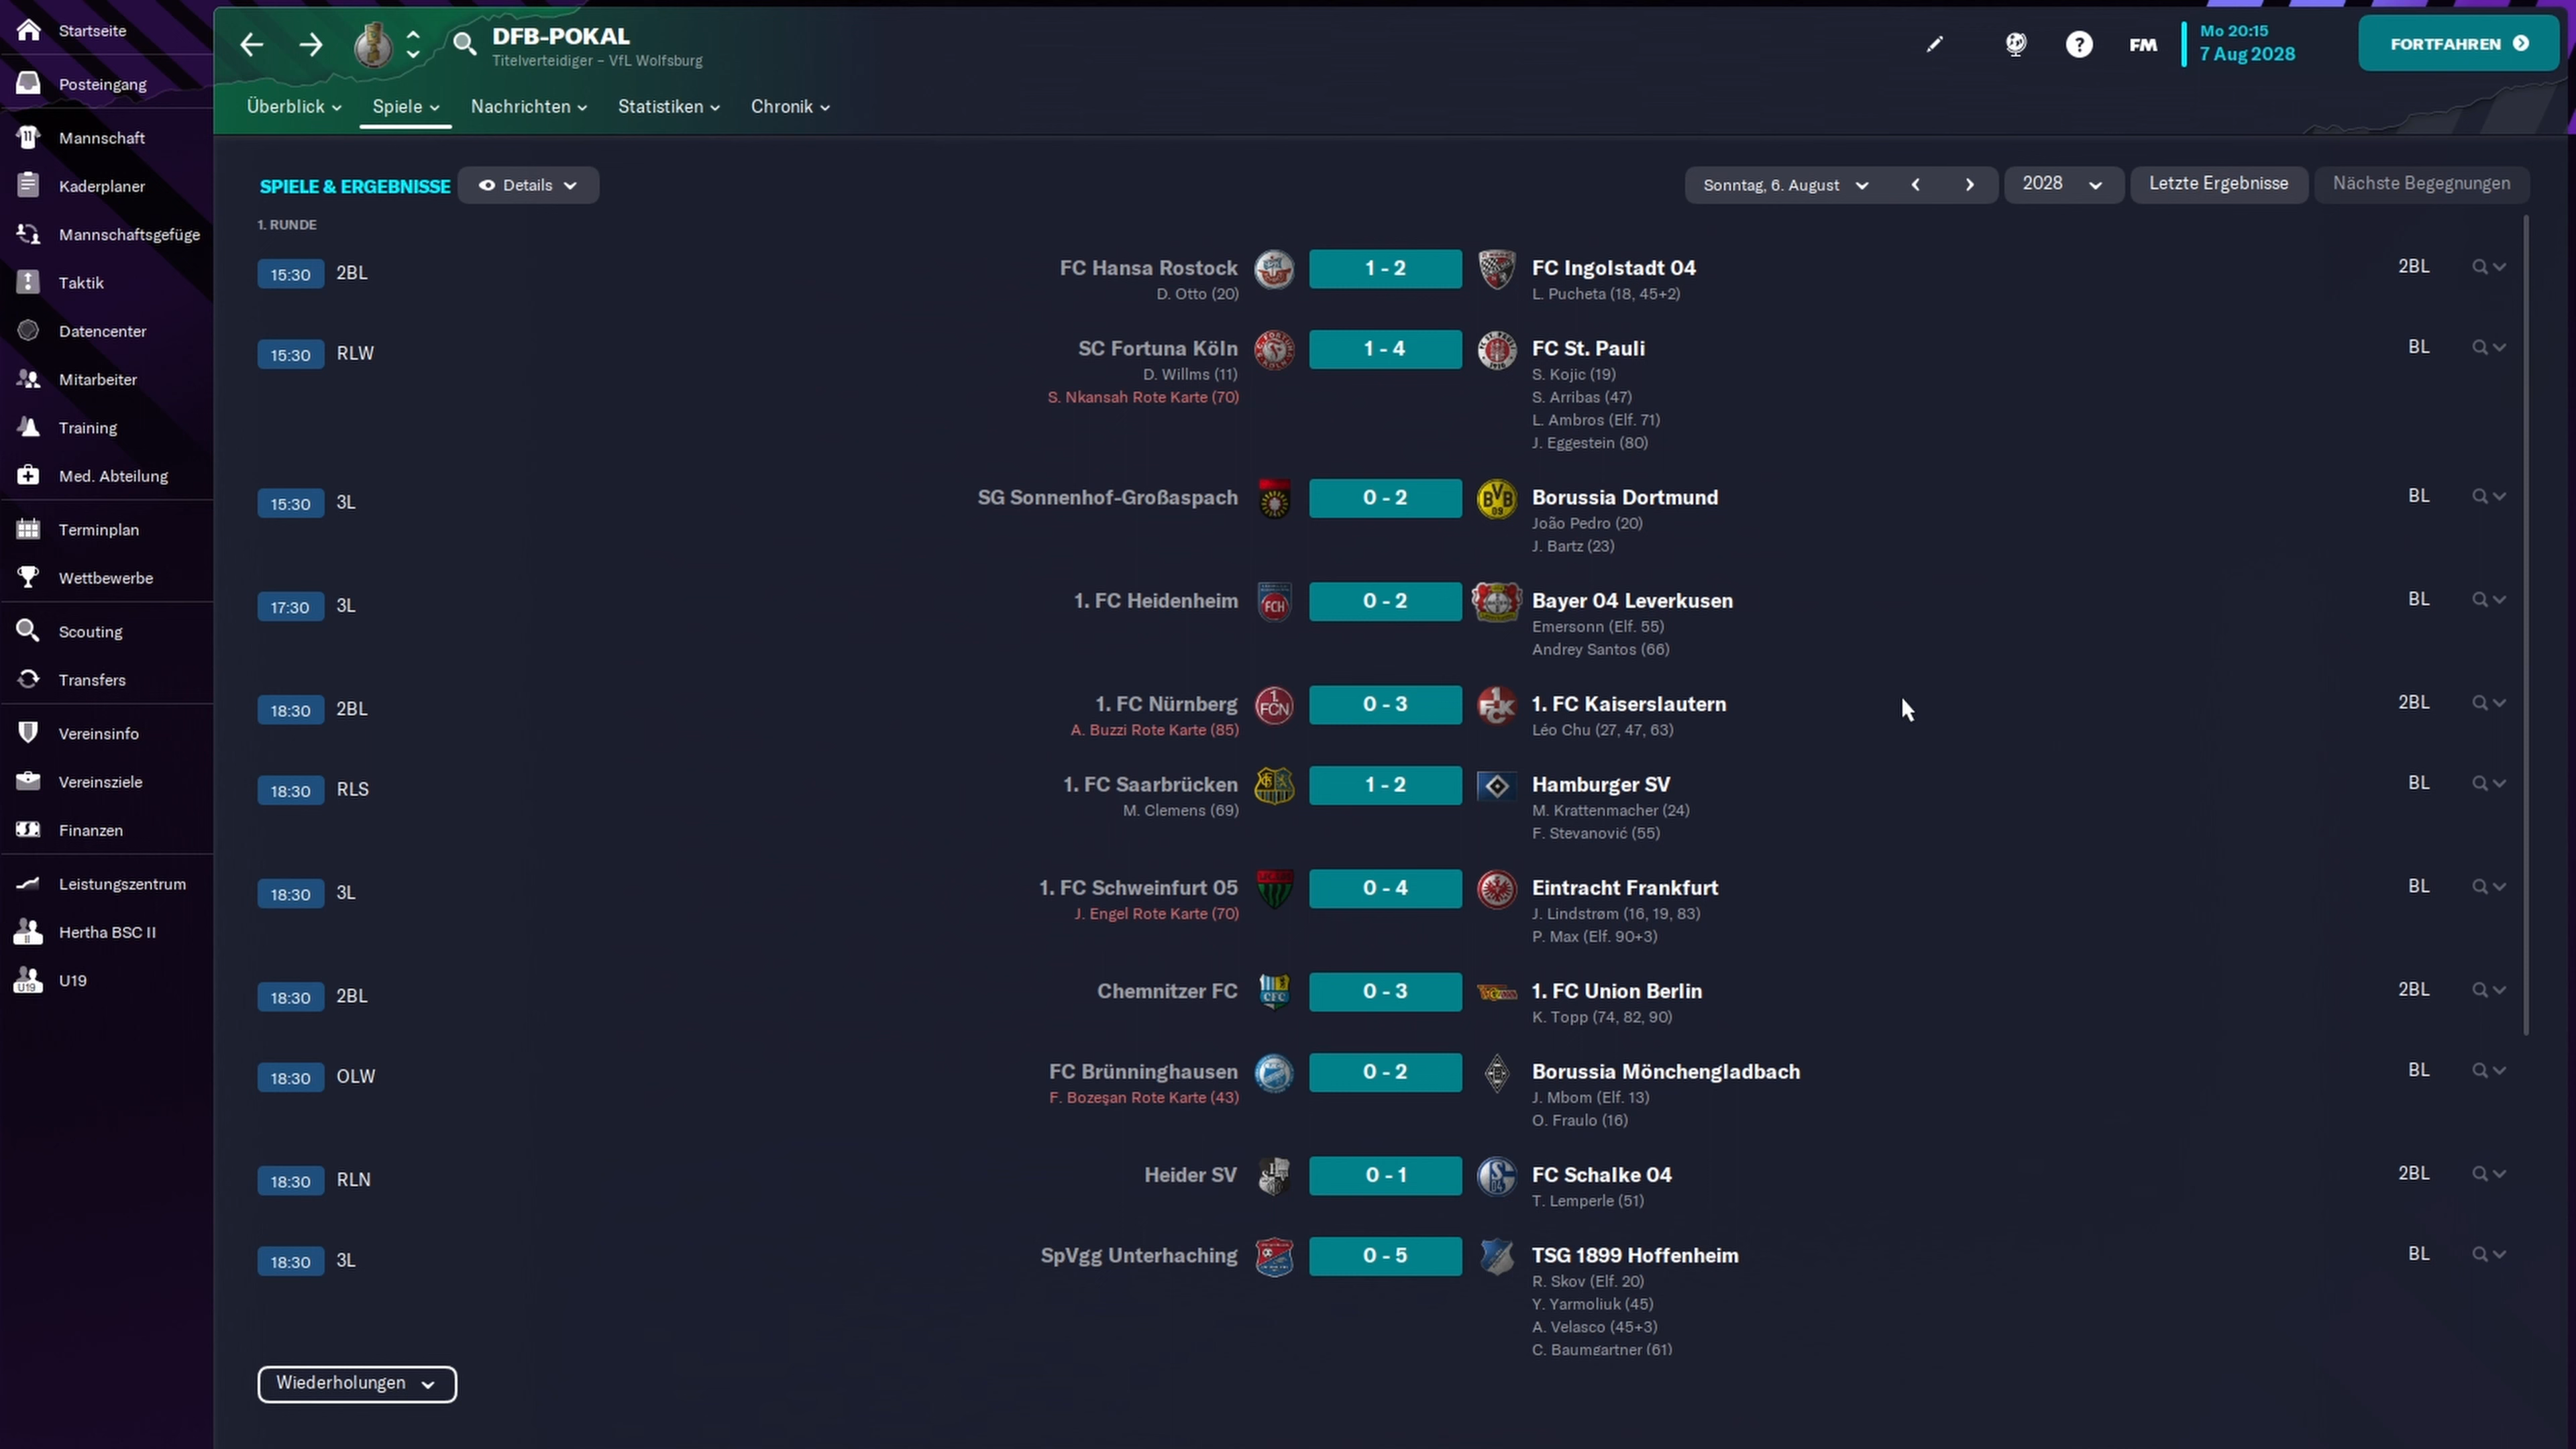 Startseite
Posteingang
Mannschaft
Kaderplaner
Mannschaftsgefüge
Taktik
Datencenter
Mitarbeiter
Training
Med. Abteilung
Terminplan
Wettbewerbe
Scouting
Transfers
Vereinsinfo
Vereinsziele
Finanzen
Leistungszentrum
Hertha BSC II
U19
DFB-POKAL
Titelverteidiger – VfL Wolfsburg
FM
Mo 20:15
7 Aug 2028
FORTFAHREN
Überblick Spiele Nachrichten Statistiken Chronik
SPIELE & ERGEBNISSE Details Sonntag, 6. August 2028 Letzte Ergebnisse Nächste Begegnungen
1. RUNDE
15:30 2BL FC Hansa Rostock 1 - 2 FC Ingolstadt 04 2BL
D. Otto (20) L. Pucheta (18, 45+2)
15:30 RLW SC Fortuna Köln 1 - 4 FC St. Pauli BL
D. Willms (11) S. Kojic (19)
S. Nkansah Rote Karte (70) S. Arribas (47)
L. Ambros (Elf. 71)
J. Eggestein (80)
15:30 3L SG Sonnenhof-Großaspach 0 - 2 Borussia Dortmund BL
João Pedro (20)
J. Bartz (23)
17:30 3L 1. FC Heidenheim 0 - 2 Bayer 04 Leverkusen BL
Emersonn (Elf. 55)
Andrey Santos (66)
18:30 2BL 1. FC Nürnberg 0 - 3 1. FC Kaiserslautern 2BL
A. Buzzi Rote Karte (85) Léo Chu (27, 47, 63)
18:30 RLS 1. FC Saarbrücken 1 - 2 Hamburger SV BL
M. Clemens (69) M. Krattenmacher (24)
F. Stevanović (55)
18:30 3L 1. FC Schweinfurt 05 0 - 4 Eintracht Frankfurt BL
J. Engel Rote Karte (70) J. Lindstrøm (16, 19, 83)
P. Max (Elf. 90+3)
18:30 2BL Chemnitzer FC 0 - 3 1. FC Union Berlin 2BL
K. Topp (74, 82, 90)
18:30 OLW FC Brünninghausen 0 - 2 Borussia Mönchengladbach BL
F. Bozeşan Rote Karte (43) J. Mbom (Elf. 13)
O. Fraulo (16)
18:30 RLN Heider SV 0 - 1 FC Schalke 04 2BL
T. Lemperle (51)
18:30 3L SpVgg Unterhaching 0 - 5 TSG 1899 Hoffenheim BL
R. Skov (Elf. 20)
Y. Yarmoliuk (45)
A. Velasco (45+3)
C. Baumgartner (61)
Wiederholungen